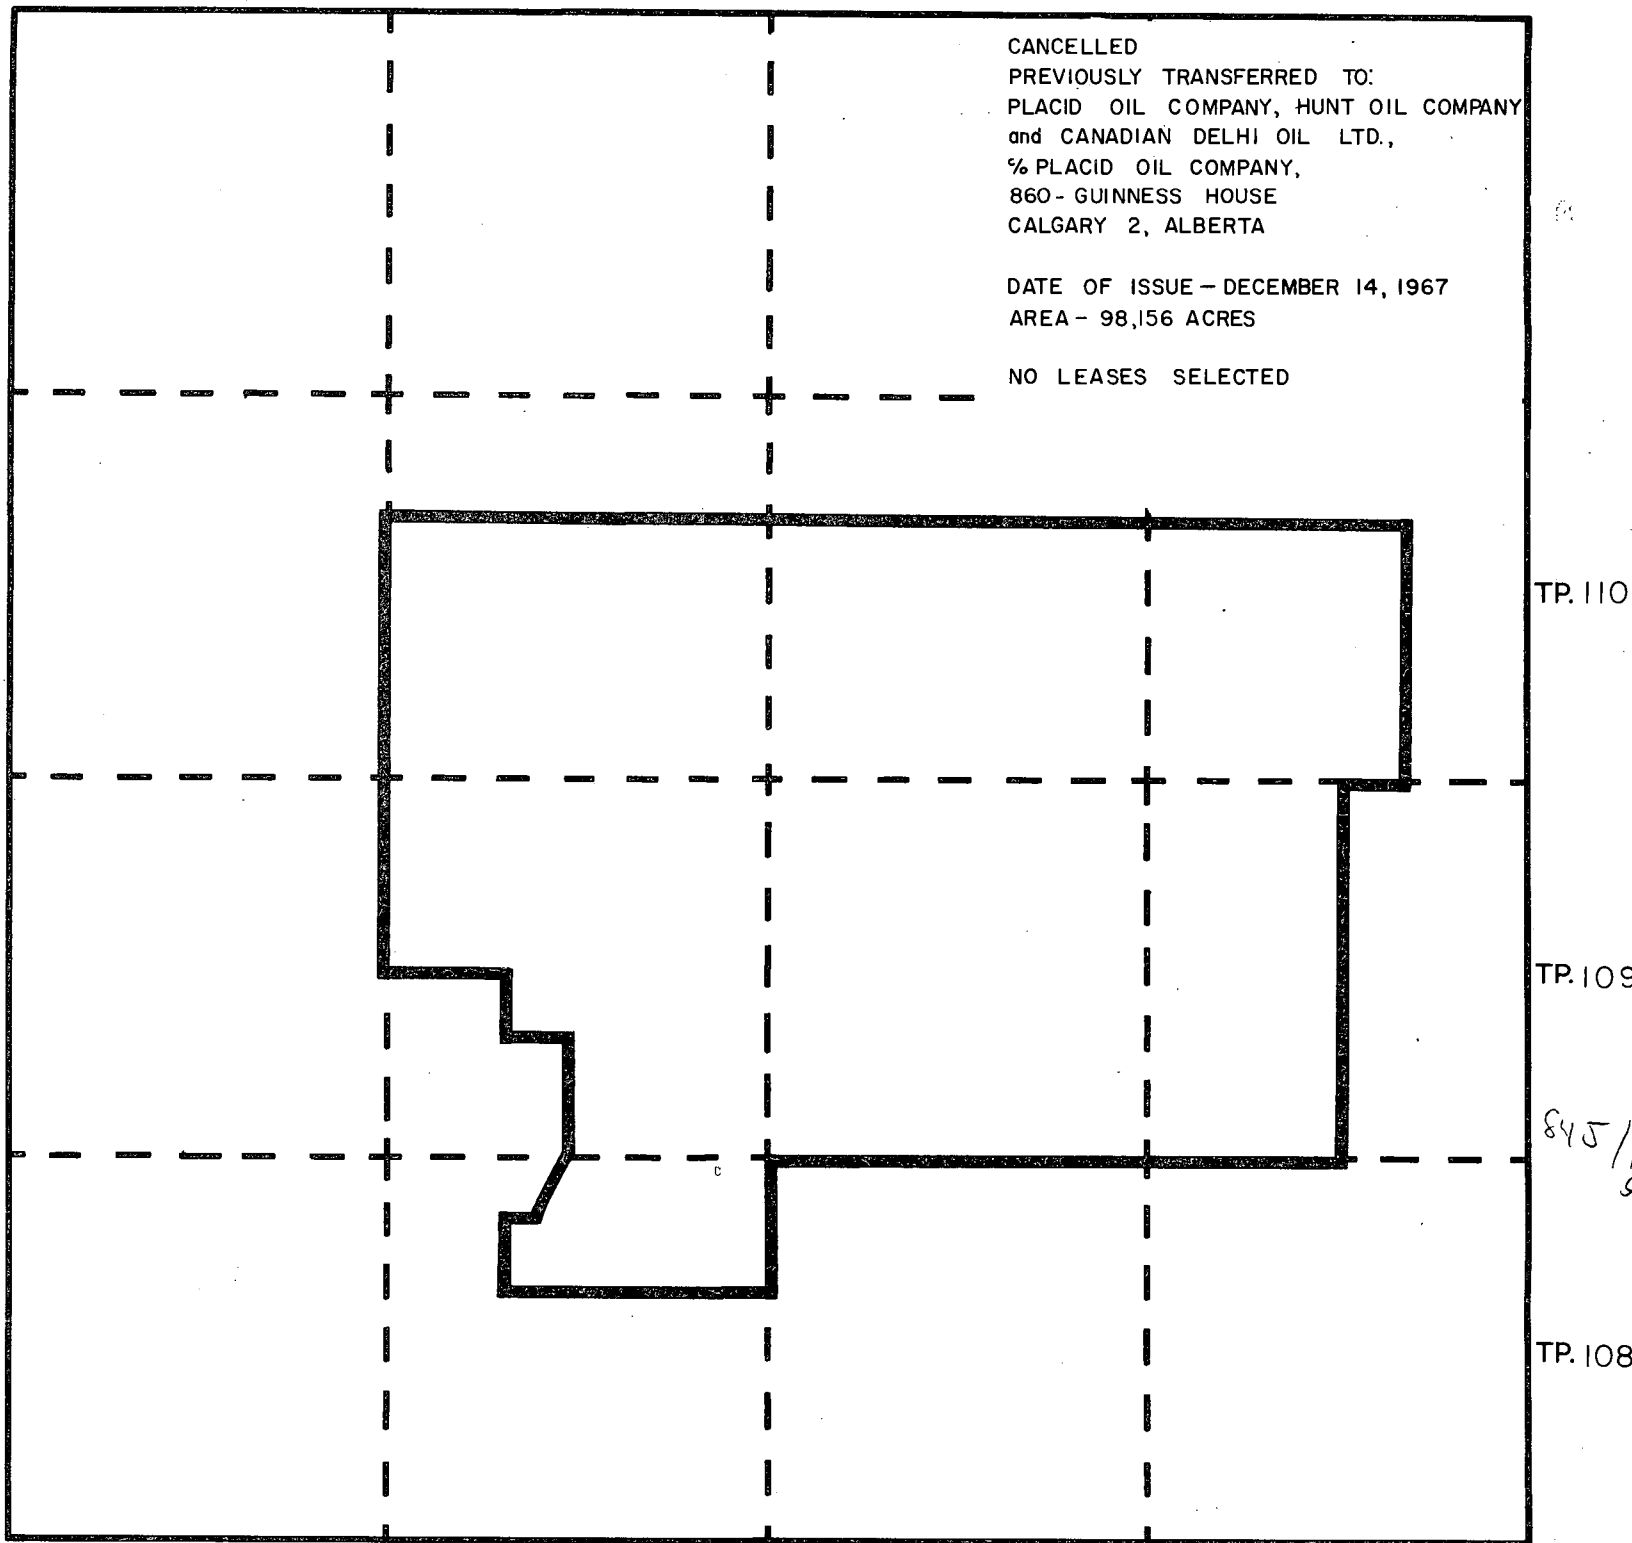 CANCELLED
PREVIOUSLY TRANSFERRED TO:
PLACID OIL COMPANY, HUNT OIL COMPANY
and CANADIAN DELHI OIL LTD.,
℅ PLACID OIL COMPANY,
860 - GUINNESS HOUSE
CALGARY 2, ALBERTA
DATE OF ISSUE — DECEMBER 14, 1967
AREA — 98,156 ACRES
NO LEASES SELECTED
TP. 110
TP. 109
845/
TP. 108